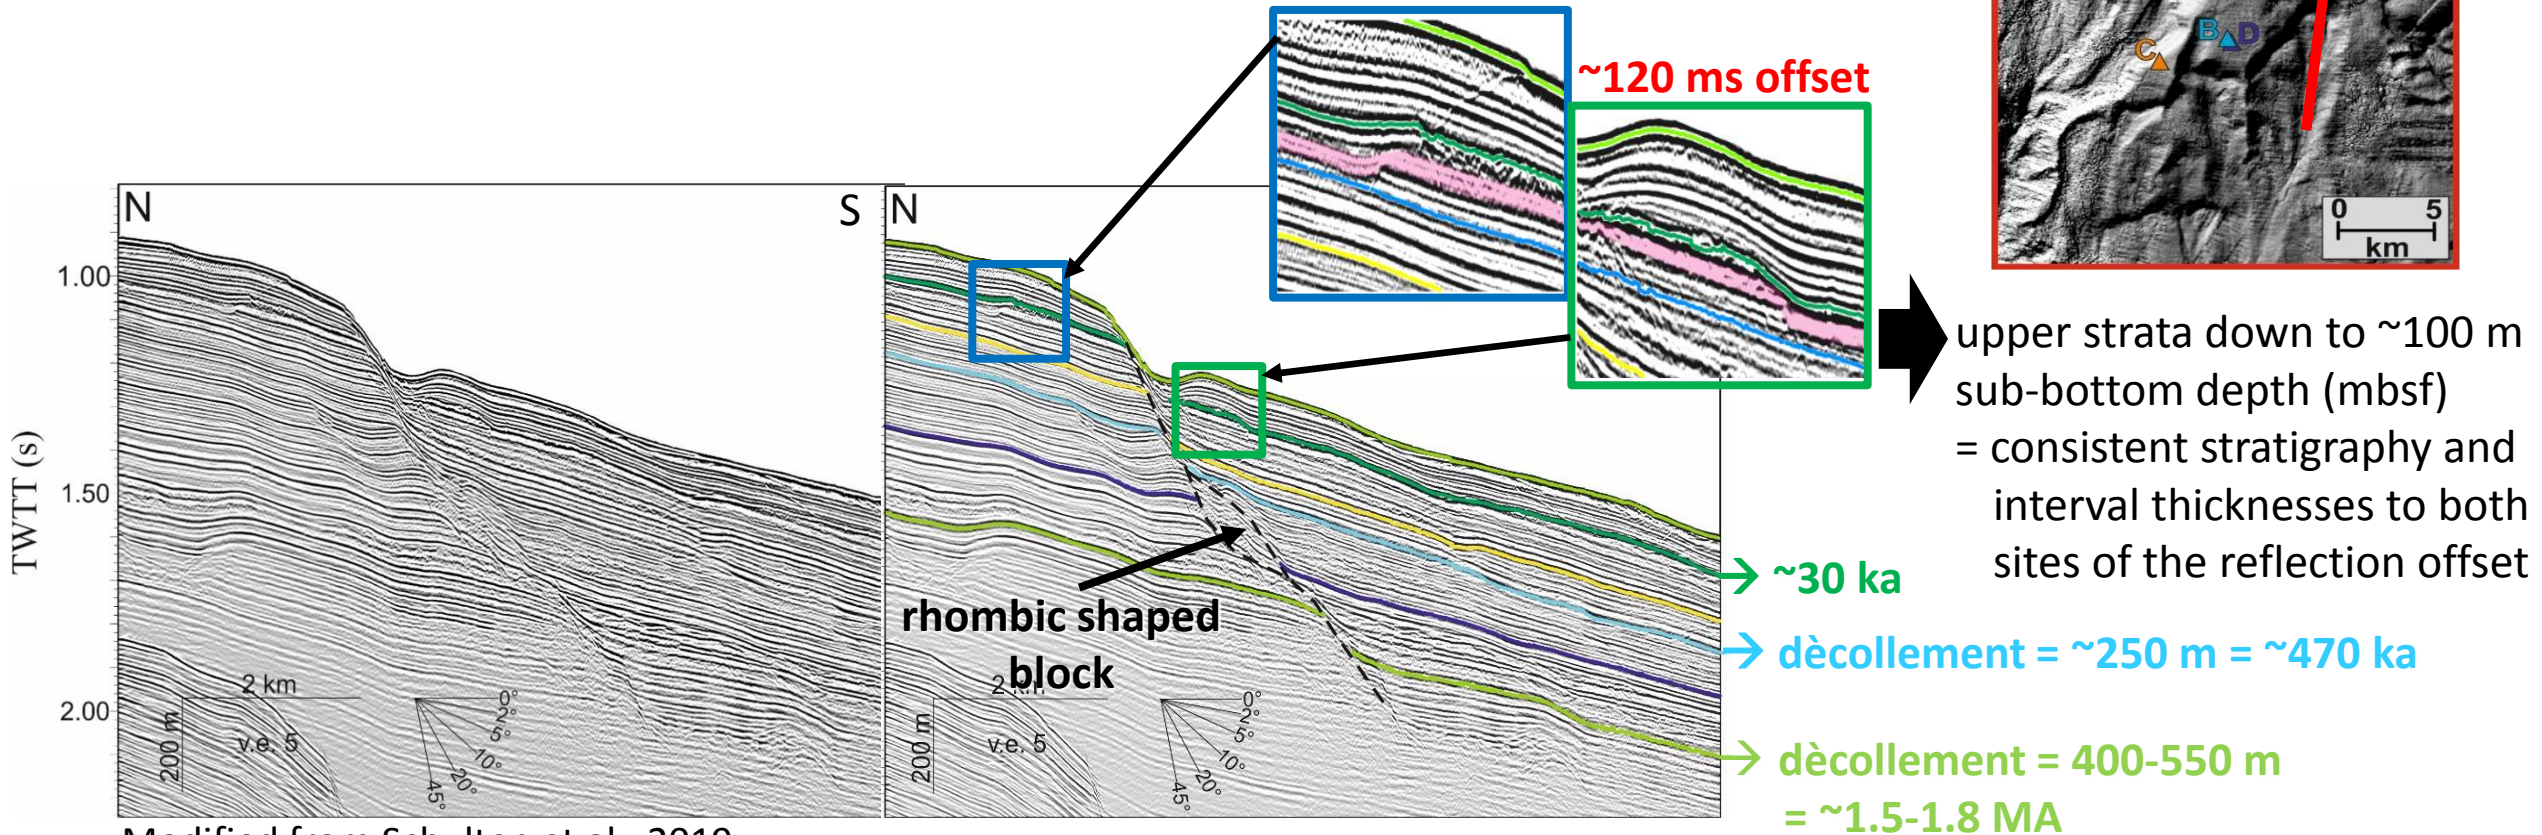 ~120 ms offset
C
B
D
0 5
km
N
S
N
1.00
1.50
2.00
TWTT (s)
2 km
200 m
v.e. 5
0°
2°
5°
10°
20°
45°
rhombic shaped
block
2 km
200 m
v.e. 5
0°
2°
5°
10°
20°
45°
upper strata down to ~100 m
sub-bottom depth (mbsf)
= consistent stratigraphy and
interval thicknesses to both
sites of the reflection offset
→ ~30 ka
→ dècollement = ~250 m = ~470 ka
→ dècollement = 400-550 m
= ~1.5-1.8 MA